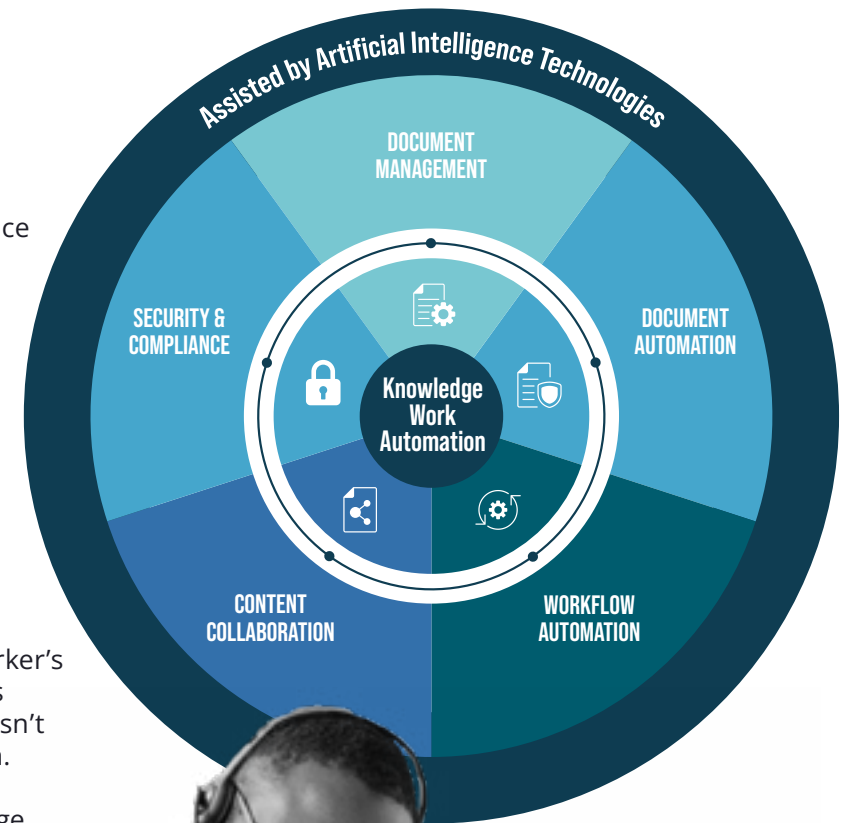 Assisted by Artificial Intelligence Technologies
DOCUMENT
MANAGEMENT
ce
SECURITY &
COMPLIANCE
DOCUMENT
AUTOMATION
Knowledge
Work
Automation
CONTENT
COLLABORATION
WORKFLOW
AUTOMATION
rker’s
s
sn’t